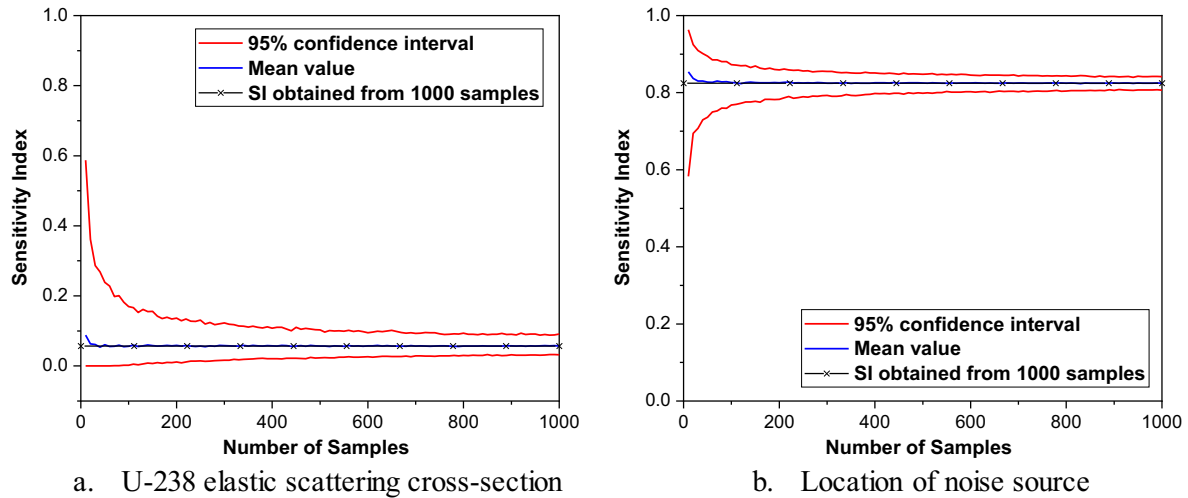 1.0
0.8
0.6
0.4
0.2
0.0
Sensitivity Index
95% confidence interval
Mean value
SI obtained from 1000 samples
0 200 400 600 800 1000
Number of Samples
a. U-238 elastic scattering cross-section
1.0
0.8
0.6
0.4
0.2
0.0
Sensitivity Index
95% confidence interval
Mean value
SI obtained from 1000 samples
0 200 400 600 800 1000
Number of Samples
b. Location of noise source